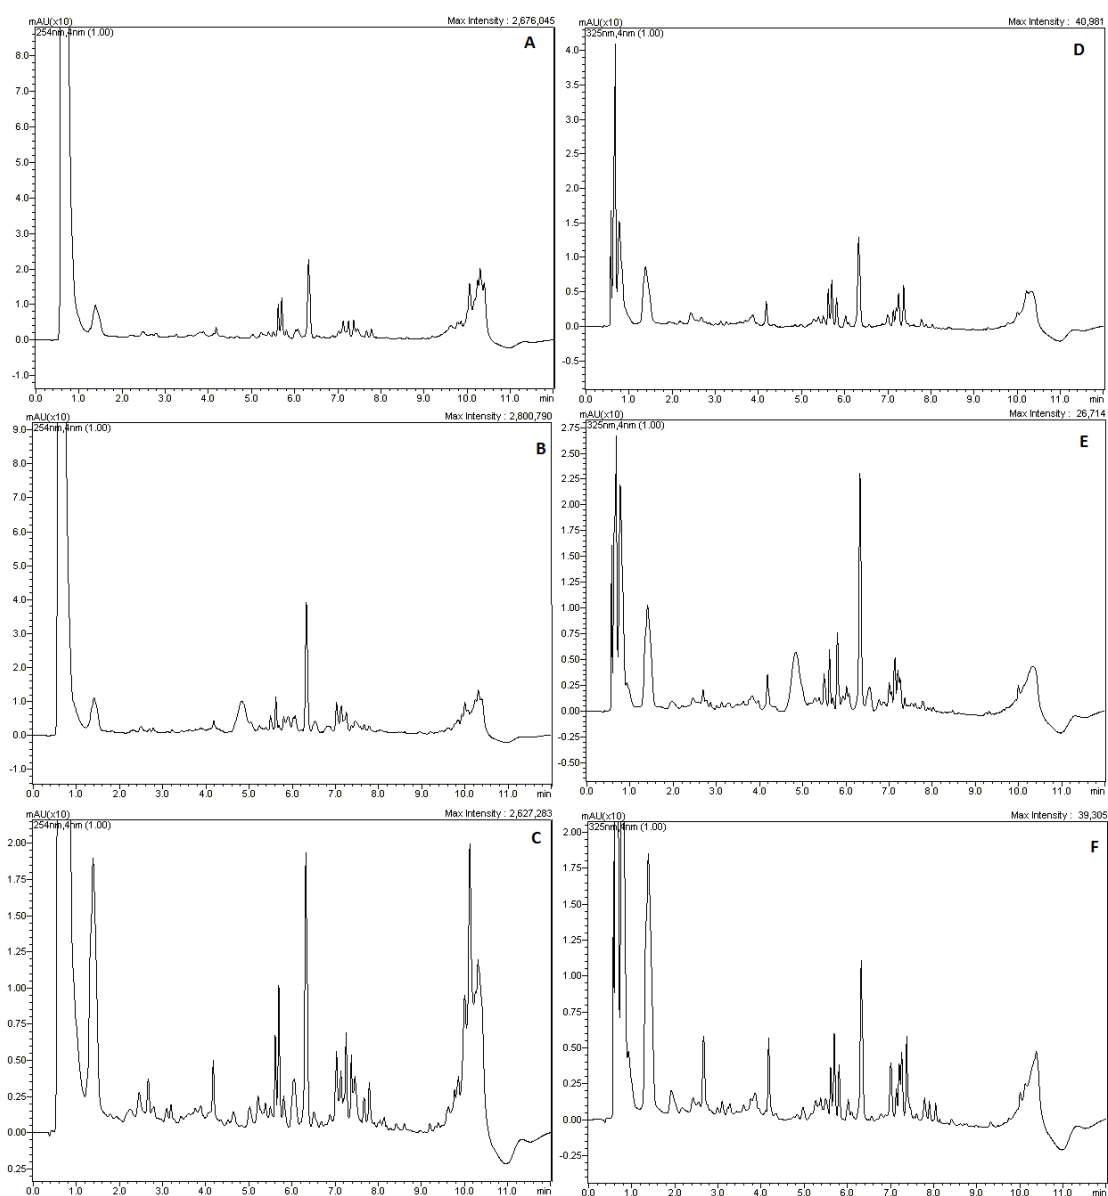 mAU(x10) Max Intensity : 2,676,045
254nm,4nm (1.00)
A
8.0
7.0
6.0
5.0
4.0
3.0
2.0
1.0
0.0
-1.0
0.0 1.0 2.0 3.0 4.0 5.0 6.0 7.0 8.0 9.0 10.0 11.0 min
mAU(x10) Max Intensity : 40,981
325nm,4nm (1.00)
D
4.0
3.5
3.0
2.5
2.0
1.5
1.0
0.5
0.0
-0.5
0.0 1.0 2.0 3.0 4.0 5.0 6.0 7.0 8.0 9.0 10.0 11.0 min
mAU(x10) Max Intensity : 2,800,790
254nm,4nm (1.00)
B
9.0
8.0
7.0
6.0
5.0
4.0
3.0
2.0
1.0
0.0
-1.0
0.0 1.0 2.0 3.0 4.0 5.0 6.0 7.0 8.0 9.0 10.0 11.0 min
mAU(x10) Max Intensity : 26,714
325nm,4nm (1.00)
E
2.75
2.50
2.25
2.00
1.75
1.50
1.25
1.00
0.75
0.50
0.25
0.00
-0.25
-0.50
0.0 1.0 2.0 3.0 4.0 5.0 6.0 7.0 8.0 9.0 10.0 11.0 min
mAU(x10) Max Intensity : 2,627,283
254nm,4nm (1.00)
C
2.00
1.75
1.50
1.25
1.00
0.75
0.50
0.25
0.00
0.25
0.0 1.0 2.0 3.0 4.0 5.0 6.0 7.0 8.0 9.0 10.0 11.0 min
mAU(x10) Max Intensity : 39,305
325nm,4nm (1.00)
F
2.00
1.75
1.50
1.25
1.00
0.75
0.50
0.25
0.00
-0.25
0.0 1.0 2.0 3.0 4.0 5.0 6.0 7.0 8.0 9.0 10.0 11.0 min